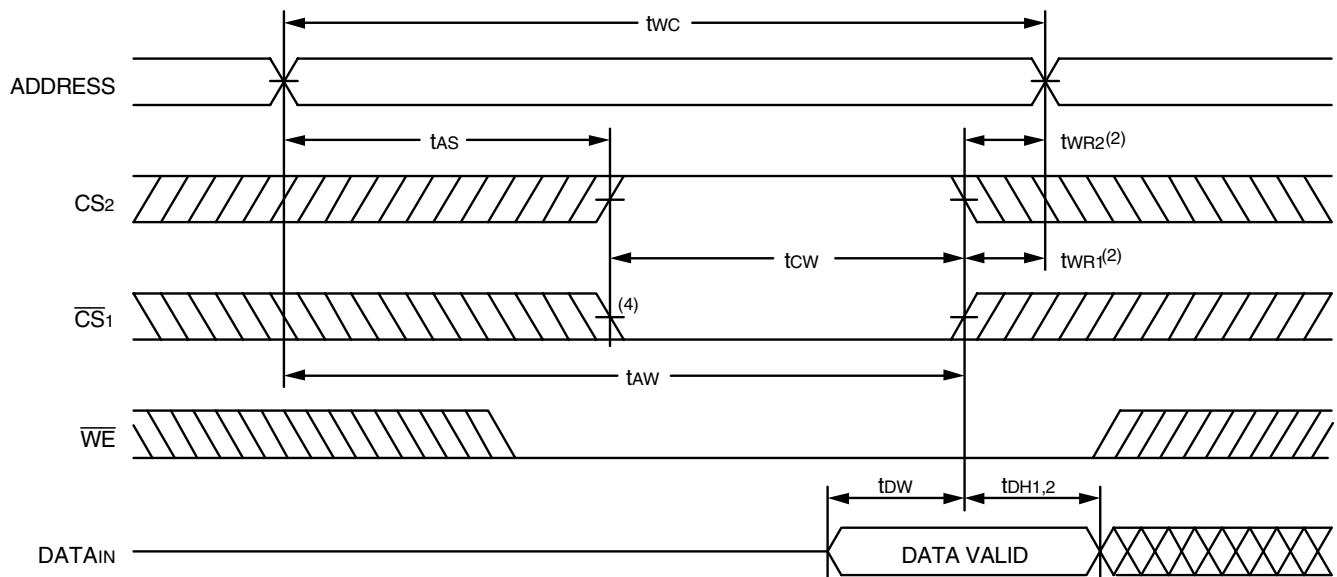 tWC
ADDRESS
tAS
tWR2(2)
CS2
tCW
tWR1(2)
CS1
(4)
tAW
WE
tDW
tDH1,2
DATAIN
DATA VALID